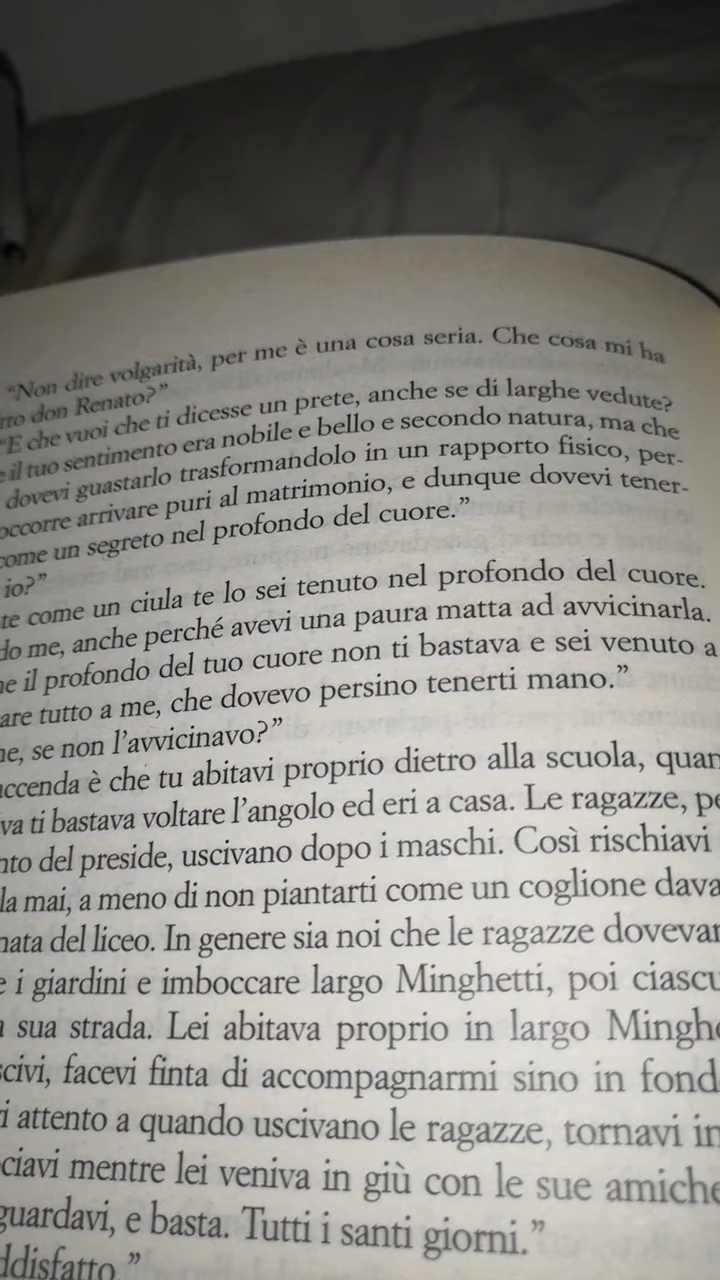 “Non dire volgarità, per me è una cosa seria. Che cosa mi ha
tto don Renato?”
“E che vuoi che ti dicesse un prete, anche se di larghe vedute?
e il tuo sentimento era nobile e bello e secondo natura, ma che
dovevi guastarlo trasformandolo in un rapporto fisico, per-
occorre arrivare puri al matrimonio, e dunque dovevi tener-
come un segreto nel profondo del cuore.”
io?”
te come un ciula te lo sei tenuto nel profondo del cuore.
do me, anche perché avevi una paura matta ad avvicinarla.
e il profondo del tuo cuore non ti bastava e sei venuto a
are tutto a me, che dovevo persino tenerti mano.”
e, se non l’avvicinavo?”
accenda è che tu abitavi proprio dietro alla scuola, quan
va ti bastava voltare l’angolo ed eri a casa. Le ragazze, pe
nto del preside, uscivano dopo i maschi. Così rischiavi
la mai, a meno di non piantarti come un coglione dava
nata del liceo. In genere sia noi che le ragazze dovevan
e i giardini e imboccare largo Minghetti, poi ciascu
a sua strada. Lei abitava proprio in largo Minghe
scivi, facevi finta di accompagnarmi sino in fond
i attento a quando uscivano le ragazze, tornavi in
ciavi mentre lei veniva in giù con le sue amiche
guardavi, e basta. Tutti i santi giorni.”
ddisfatto.”